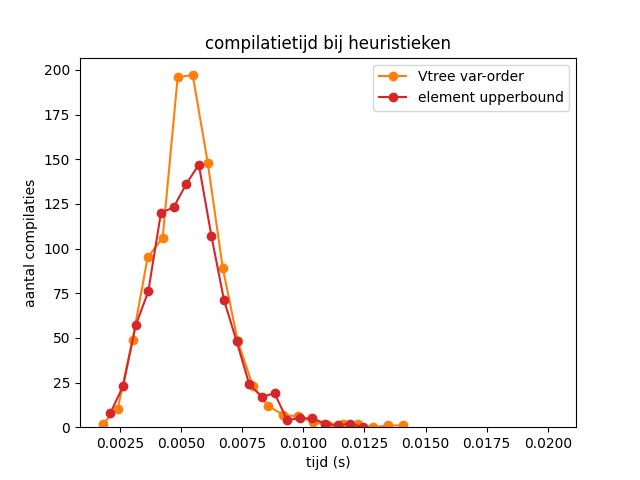 compilatietijd bij heuristieken
Vtree var-order
element upperbound
aantal compilaties
200
175
150
125
100
75
50
25
0
0.0025 0.0050 0.0075 0.0100 0.0125 0.0150 0.0175 0.0200
tijd (s)